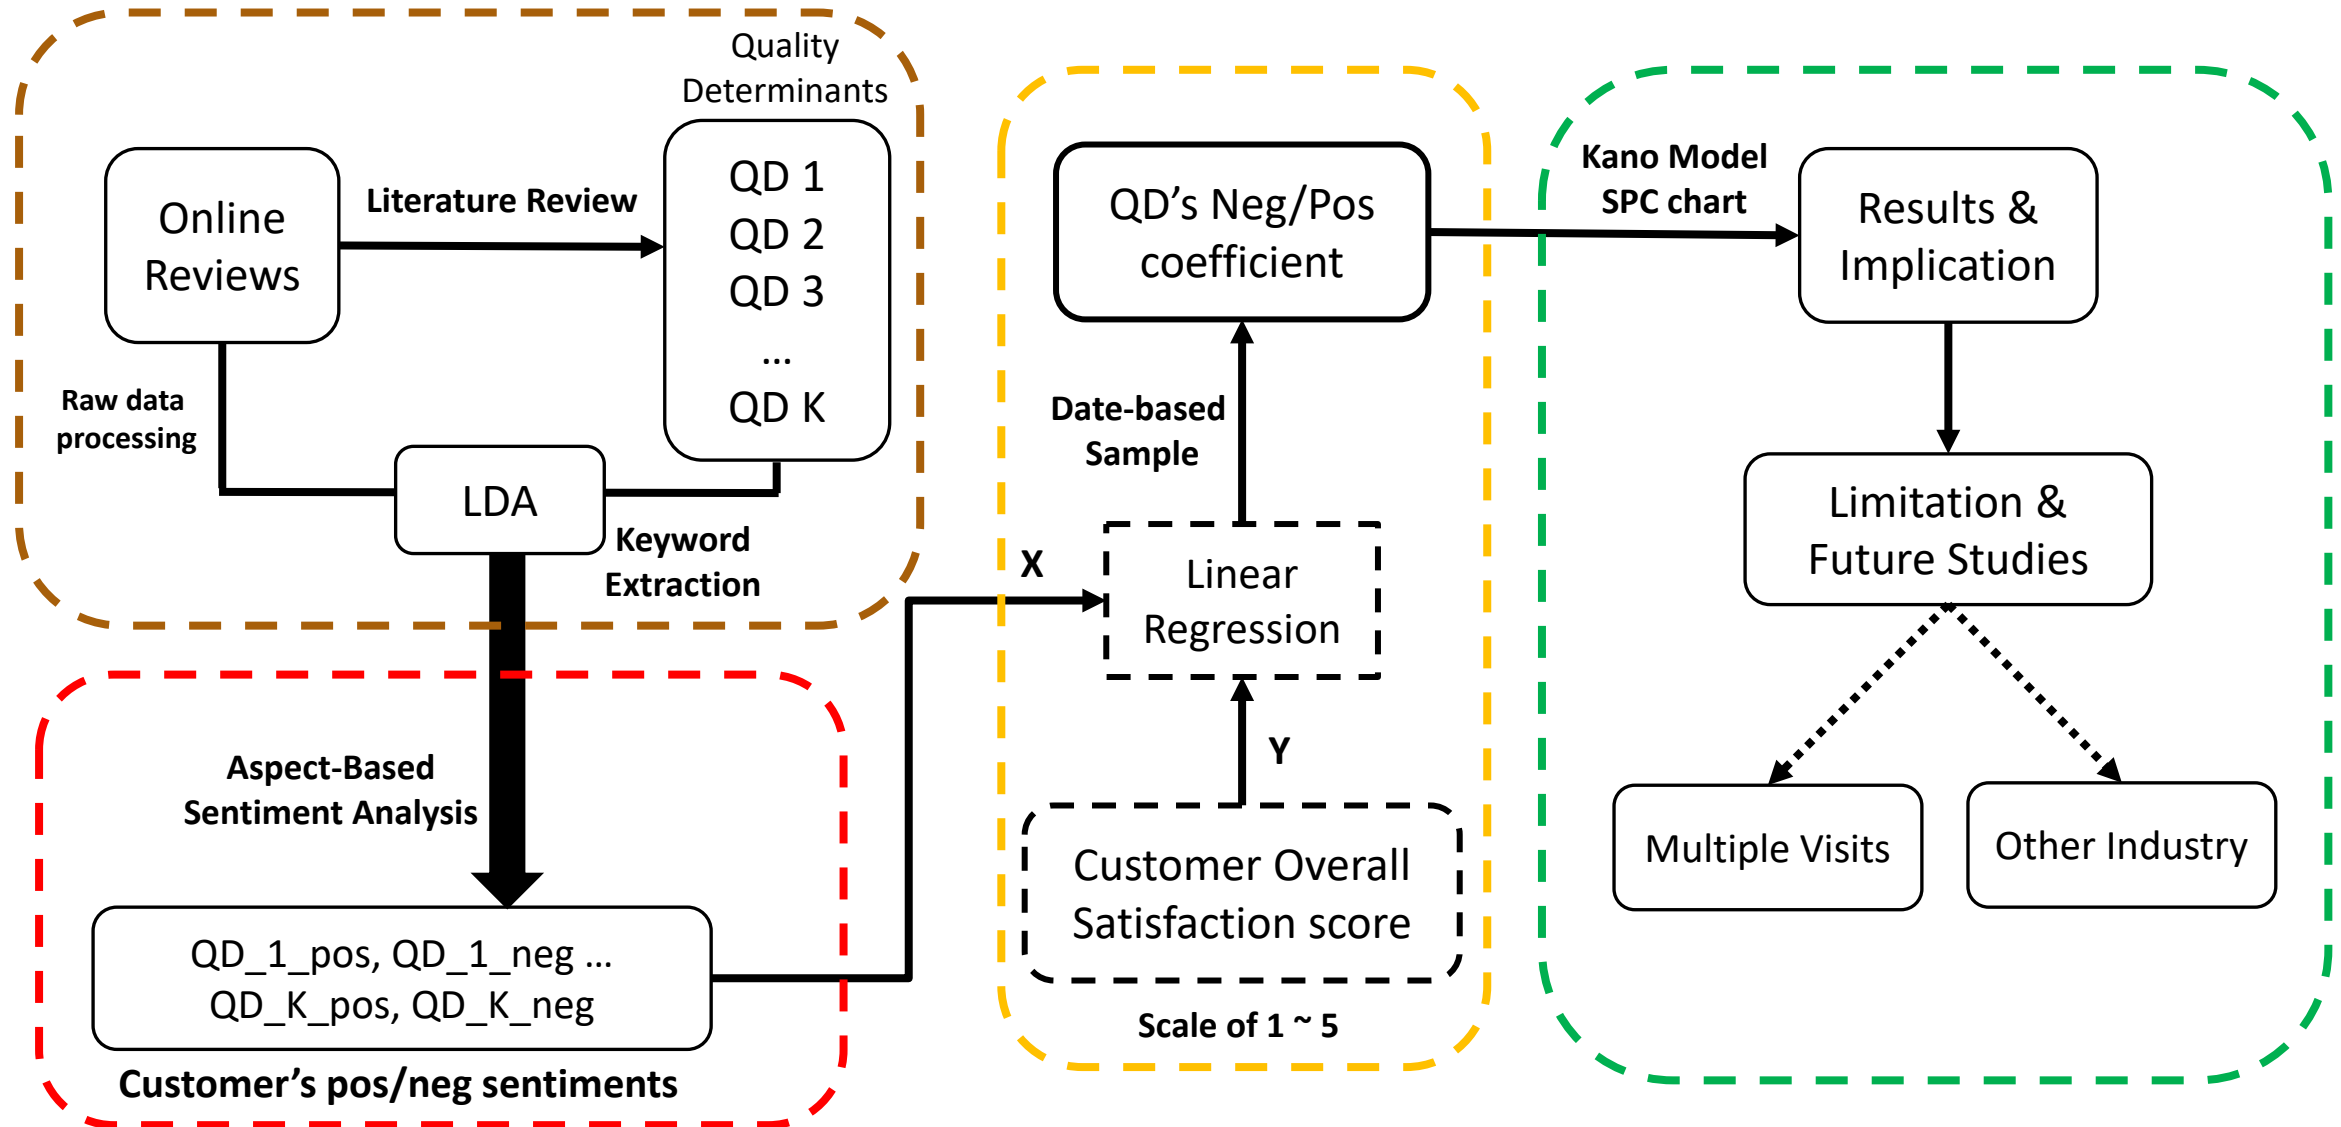 Quality
Determinants
Online
Reviews
Literature Review
QD 1
QD 2
QD 3
...
QD K
Raw data
processing
LDA
Keyword
Extraction
Aspect-Based
Sentiment Analysis
QD_1_pos, QD_1_neg ...
QD_K_pos, QD_K_neg
Customer’s pos/neg sentiments
QD’s Neg/Pos
coefficient
Date-based
Sample
X
Linear
Regression
Y
Customer Overall
Satisfaction score
Scale of 1 ~ 5
Kano Model
SPC chart
Results &
Implication
Limitation &
Future Studies
Multiple Visits
Other Industry